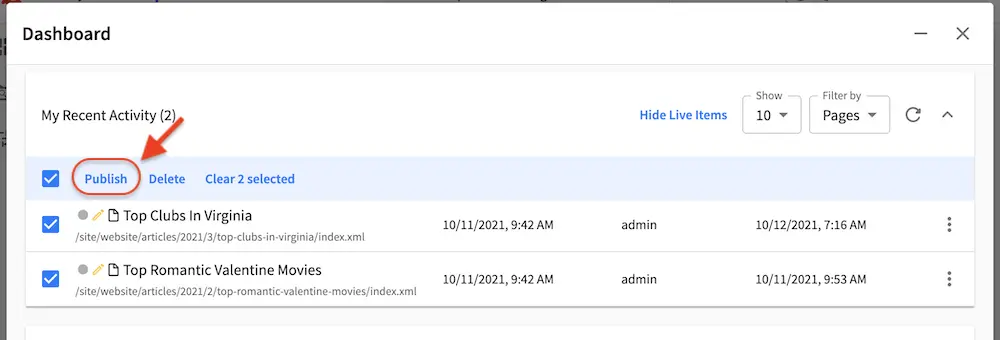 Dashboard
My Recent Activity (2)
Hide Live Items
Show
10
Filter by
Pages
Publish Delete Clear 2 selected
Top Clubs In Virginia
/site/website/articles/2021/3/top-clubs-in-virginia/index.xml
10/11/2021, 9:42 AM admin 10/12/2021, 7:16 AM
Top Romantic Valentine Movies
/site/website/articles/2021/2/top-romantic-valentine-movies/index.xml
10/11/2021, 9:42 AM admin 10/11/2021, 9:53 AM